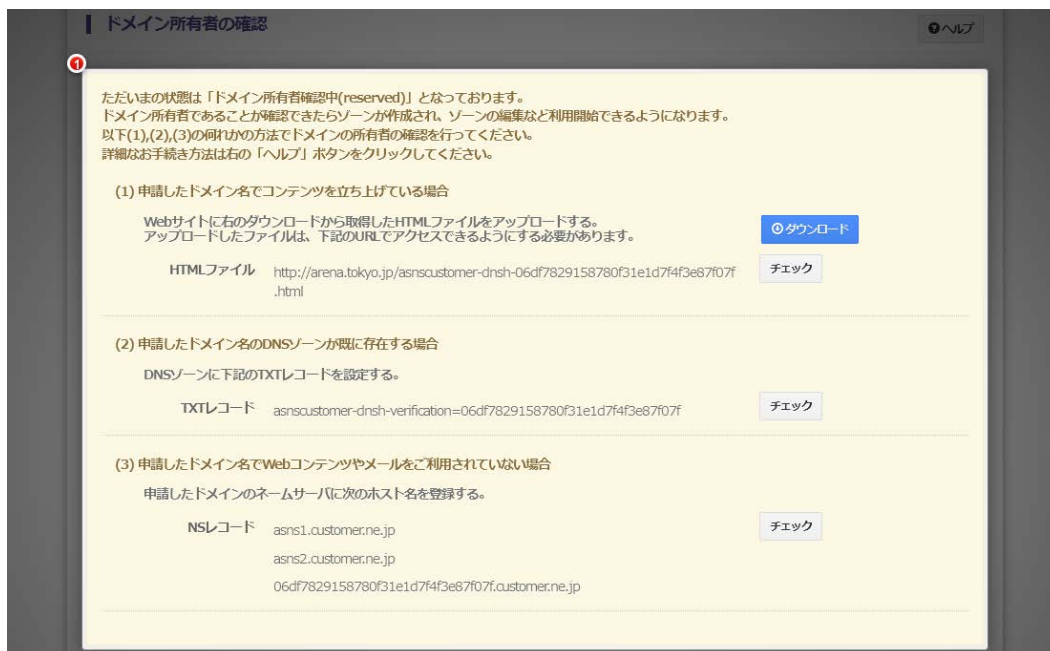 ドメイン所有者の確認
ヘルプ
1
ただいまの状態は「ドメイン所有者確認中(reserved)」となっております。
ドメイン所有者であることが確認できたらゾーンが作成され、ゾーンの編集など利用開始できるようになります。
以下(1),(2),(3)の何れかの方法でドメインの所有者の確認を行ってください。
詳細なお手続き方法は右の「ヘルプ」ボタンをクリックしてください。
(1) 申請したドメイン名でコンテンツを立ち上げている場合
Webサイトに右のダウンロードから取得したHTMLファイルをアップロードする。
ダウンロード
アップロードしたファイルは、下記のURLでアクセスできるようにする必要があります。
HTMLファイル http://arena.tokyo.jp/asnscustomer-dnsh-06df7829158780f31e1d7f4f3e87f07f チェック
.html
(2) 申請したドメイン名のDNSゾーンが既に存在する場合
DNSゾーンに下記のTXTレコードを設定する。
TXTレコード asnscustomer-dnsh-verification=06df7829158780f31e1d7f4f3e87f07f チェック
(3) 申請したドメイン名でWebコンテンツやメールをご利用されていない場合
申請したドメインのネームサーバに次のホスト名を登録する。
NSレコード asns1.customer.ne.jp チェック
asns2.customer.ne.jp
06df7829158780f31e1d7f4f3e87f07f.customer.ne.jp